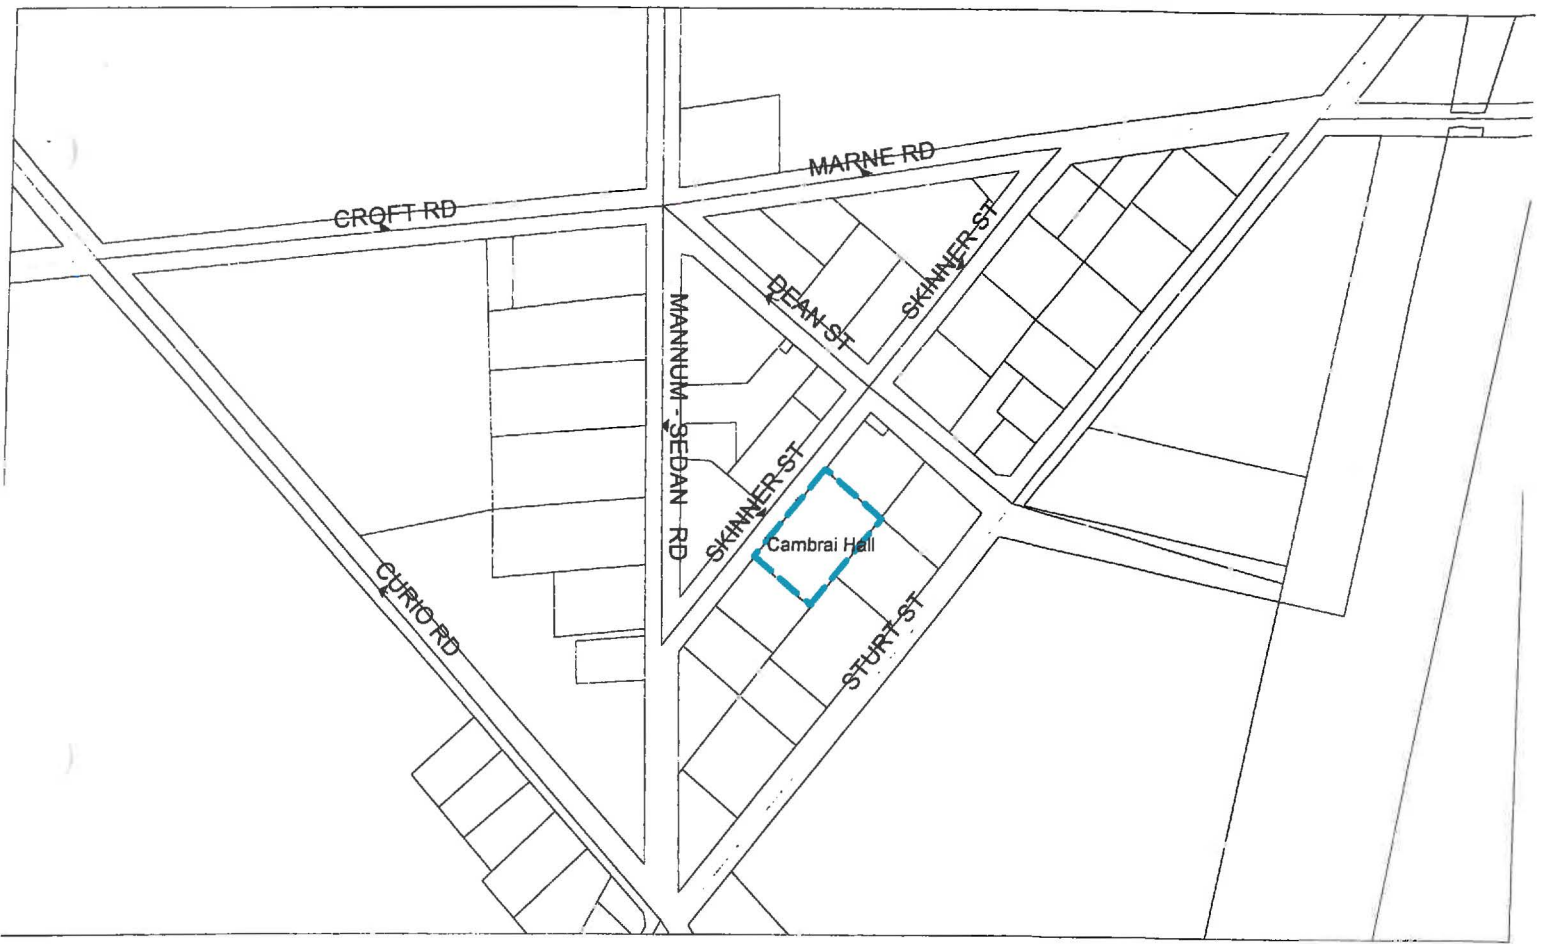 MARNE RD
CROFT RD
SKINNER ST
DEAN ST
MANNUM - SEDAN RD
SKINNER ST
Cambrai Hall
CURIO RD
STURT ST